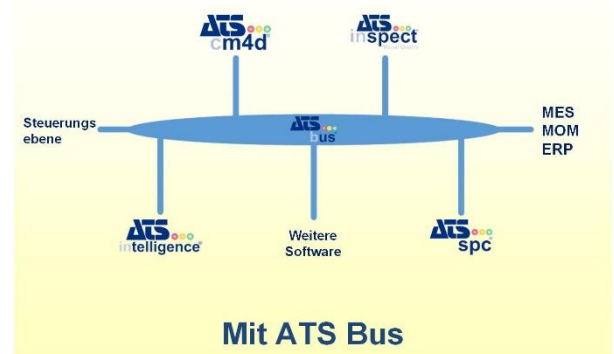 ATS
cm4d
ATS
inspect
Steuerungs
ebene
ATS
bus
MES
MOM
ERP
ATS
intelligence
Weitere
Software
ATS
spc
Mit ATS Bus